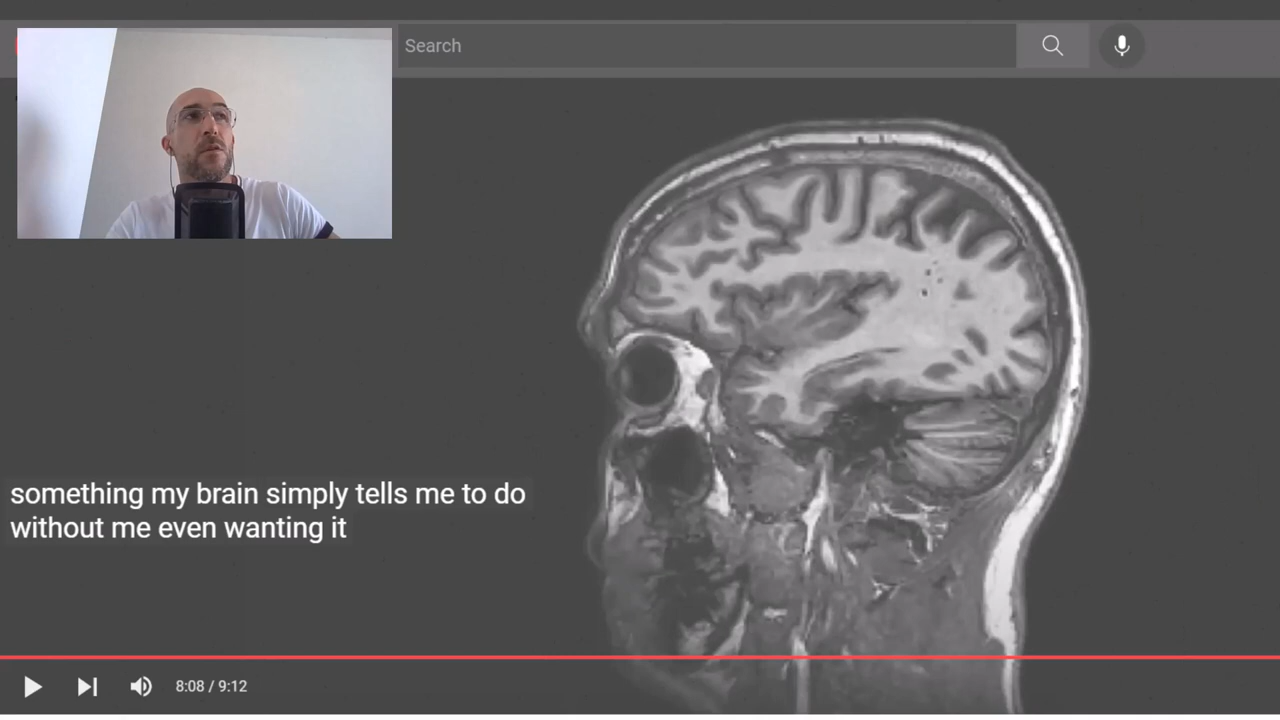 Search
something my brain simply tells me to do
without me even wanting it
8:08 / 9:12